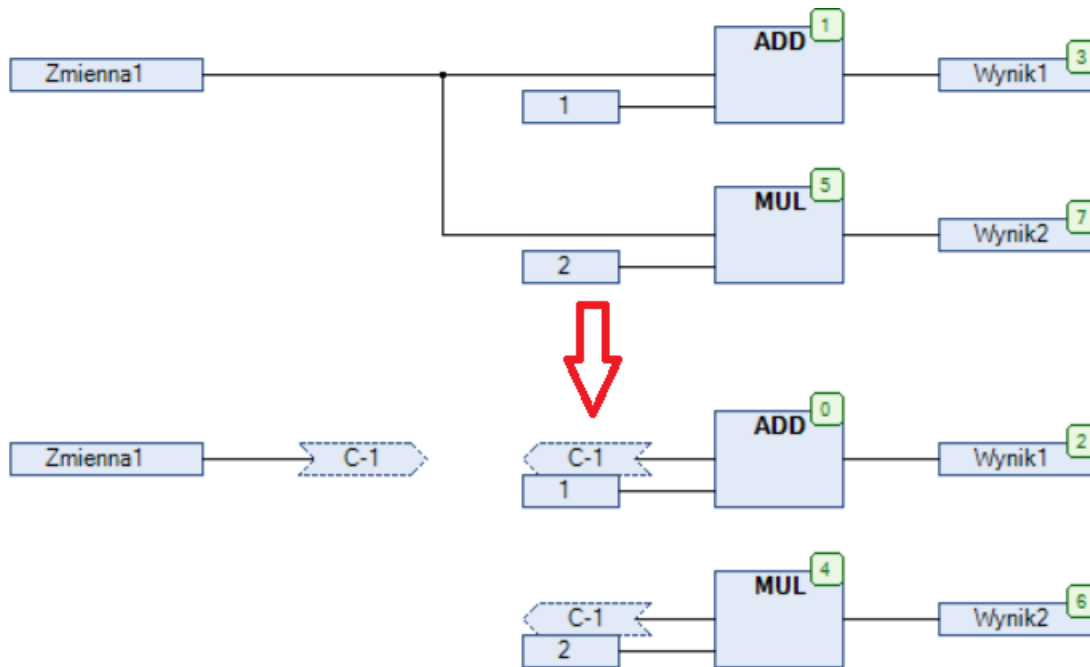 1
ADD
3
Zmienna1
Wynik1
1
5
MUL
7
Wynik2
2
0
ADD
2
Zmienna1
C-1
C-1
Wynik1
1
4
MUL
6
C-1
Wynik2
2